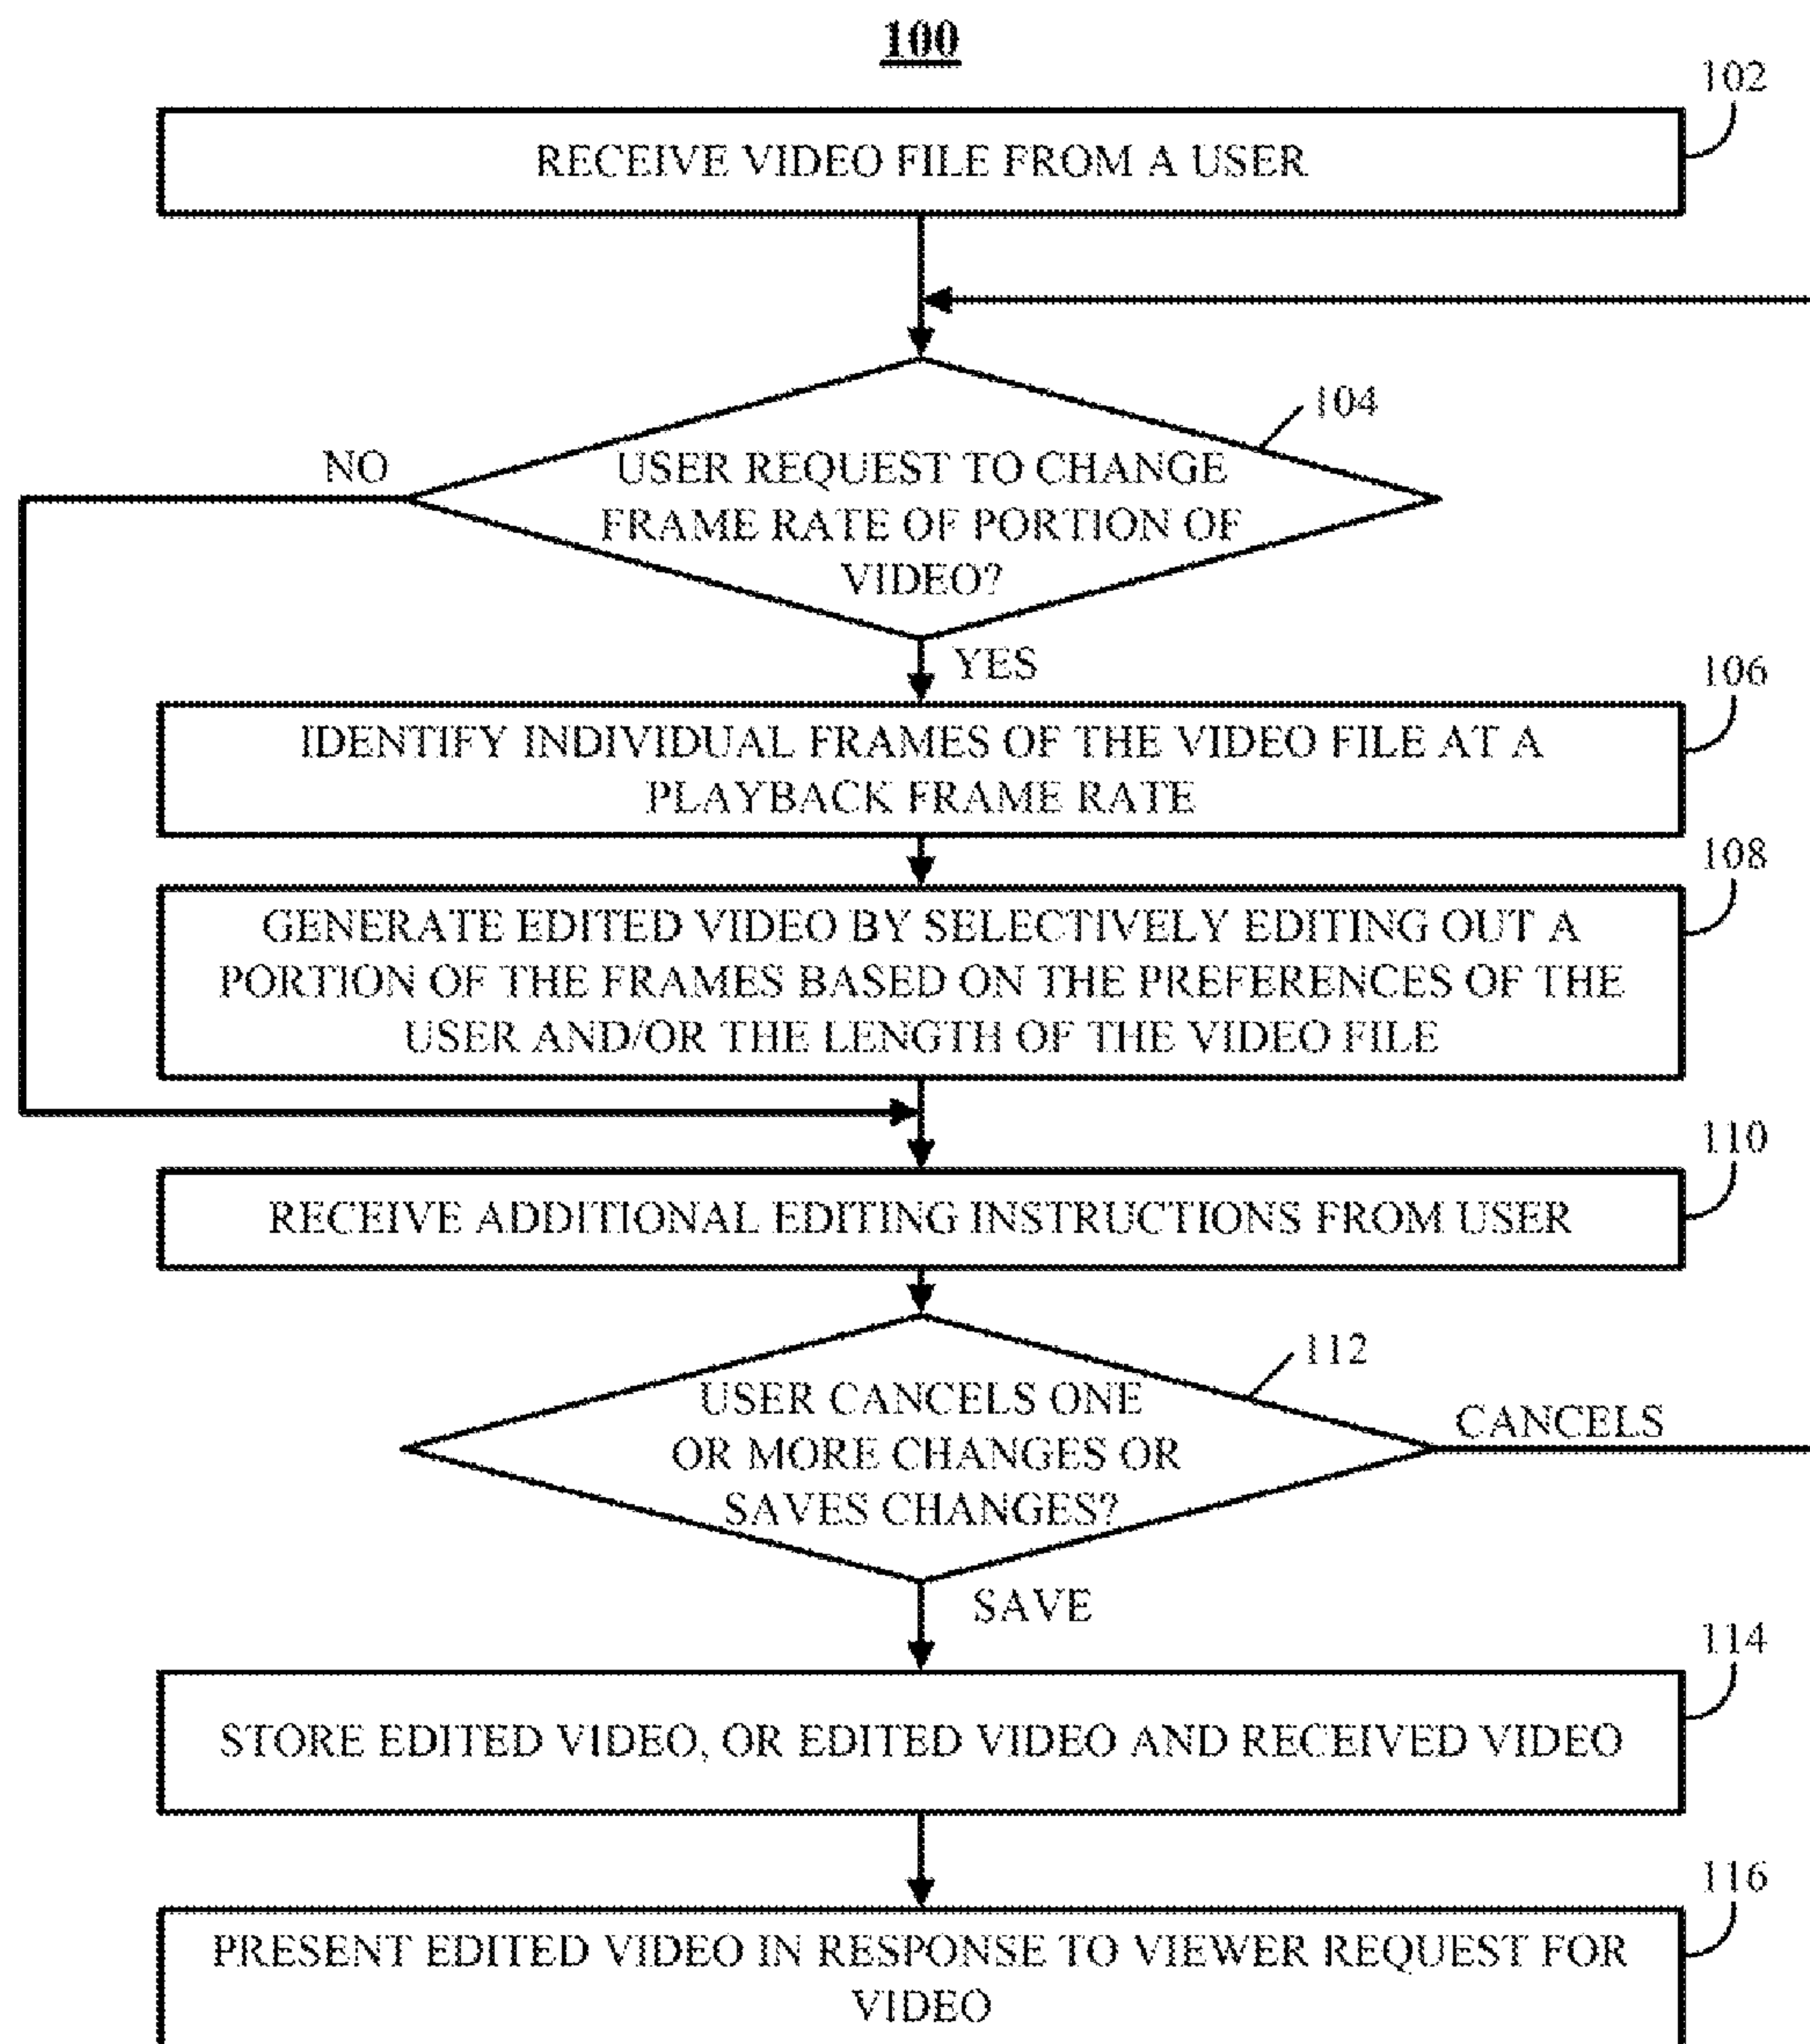 100
102
RECEIVE VIDEO FILE FROM A USER
104
NO
USER REQUEST TO CHANGE
FRAME RATE OF PORTION OF
VIDEO?
YES
106
IDENTIFY INDIVIDUAL FRAMES OF THE VIDEO FILE AT A
PLAYBACK FRAME RATE
108
GENERATE EDITED VIDEO BY SELECTIVELY EDITING OUT A
PORTION OF THE FRAMES BASED ON THE PREFERENCES OF THE
USER AND/OR THE LENGTH OF THE VIDEO FILE
110
RECEIVE ADDITIONAL EDITING INSTRUCTIONS FROM USER
112
USER CANCELS ONE
OR MORE CHANGES OR
SAVES CHANGES?
CANCELS
SAVE
114
STORE EDITED VIDEO, OR EDITED VIDEO AND RECEIVED VIDEO
116
PRESENT EDITED VIDEO IN RESPONSE TO VIEWER REQUEST FOR
VIDEO